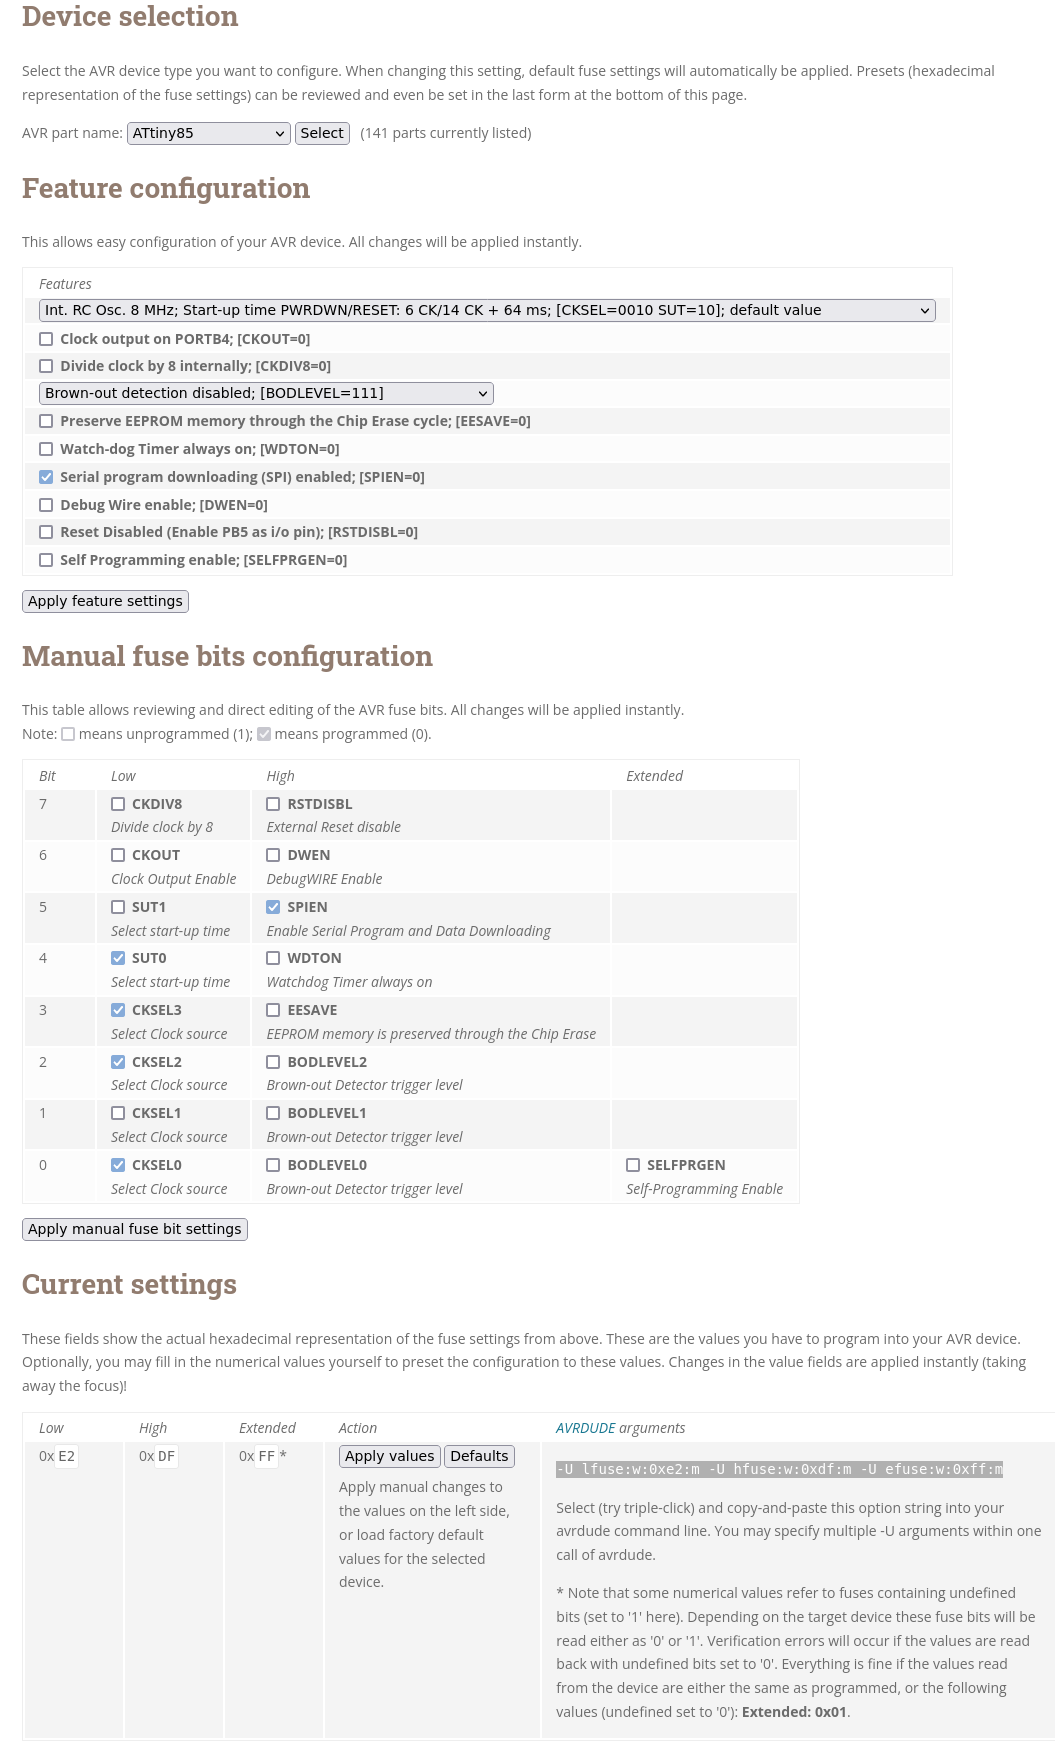 Device selection
Select the AVR device type you want to configure. When changing this setting, default fuse settings will automatically be applied. Presets (hexadecimal
representation of the fuse settings) can be reviewed and even be set in the last form at the bottom of this page.
AVR part name: ATtiny85 Select (141 parts currently listed)
Feature configuration
This allows easy configuration of your AVR device. All changes will be applied instantly.
Features
Int. RC Osc. 8 MHz; Start-up time PWRDWN/RESET: 6 CK/14 CK + 64 ms; [CKSEL=0010 SUT=10]; default value
Clock output on PORTB4; [CKOUT=0]
Divide clock by 8 internally; [CKDIV8=0]
Brown-out detection disabled; [BODLEVEL=111]
Preserve EEPROM memory through the Chip Erase cycle; [EESAVE=0]
Watch-dog Timer always on; [WDTON=0]
Serial program downloading (SPI) enabled; [SPIEN=0]
Debug Wire enable; [DWEN=0]
Reset Disabled (Enable PB5 as i/o pin); [RSTDISBL=0]
Self Programming enable; [SELFPRGEN=0]
Apply feature settings
Manual fuse bits configuration
This table allows reviewing and direct editing of the AVR fuse bits. All changes will be applied instantly.
Note: means unprogrammed (1); means programmed (0).
Bit Low High Extended
7 CKDIV8 RSTDISBL
Divide clock by 8 External Reset disable
6 CKOUT DWEN
Clock Output Enable DebugWIRE Enable
5 SUT1 SPIEN
Select start-up time Enable Serial Program and Data Downloading
4 SUT0 WDTON
Select start-up time Watchdog Timer always on
3 CKSEL3 EESAVE
Select Clock source EEPROM memory is preserved through the Chip Erase
2 CKSEL2 BODLEVEL2
Select Clock source Brown-out Detector trigger level
1 CKSEL1 BODLEVEL1
Select Clock source Brown-out Detector trigger level
0 CKSEL0 BODLEVEL0 SELFPRGEN
Select Clock source Brown-out Detector trigger level Self-Programming Enable
Apply manual fuse bit settings
Current settings
These fields show the actual hexadecimal representation of the fuse settings from above. These are the values you have to program into your AVR device.
Optionally, you may fill in the numerical values yourself to preset the configuration to these values. Changes in the value fields are applied instantly (taking
away the focus)!
Low High Extended Action AVRDUDE arguments
0x E2 0x DF 0x FF * Apply values Defaults
Apply manual changes to
the values on the left side,
or load factory default
values for the selected
device.
-U lfuse:w:0xe2:m -U hfuse:w:0xdf:m -U efuse:w:0xff:m
Select (try triple-click) and copy-and-paste this option string into your
avrdude command line. You may specify multiple -U arguments within one
call of avrdude.
* Note that some numerical values refer to fuses containing undefined
bits (set to '1' here). Depending on the target device these fuse bits will be
read either as '0' or '1'. Verification errors will occur if the values are read
back with undefined bits set to '0'. Everything is fine if the values read
from the device are either the same as programmed, or the following
values (undefined set to '0'): Extended: 0x01.